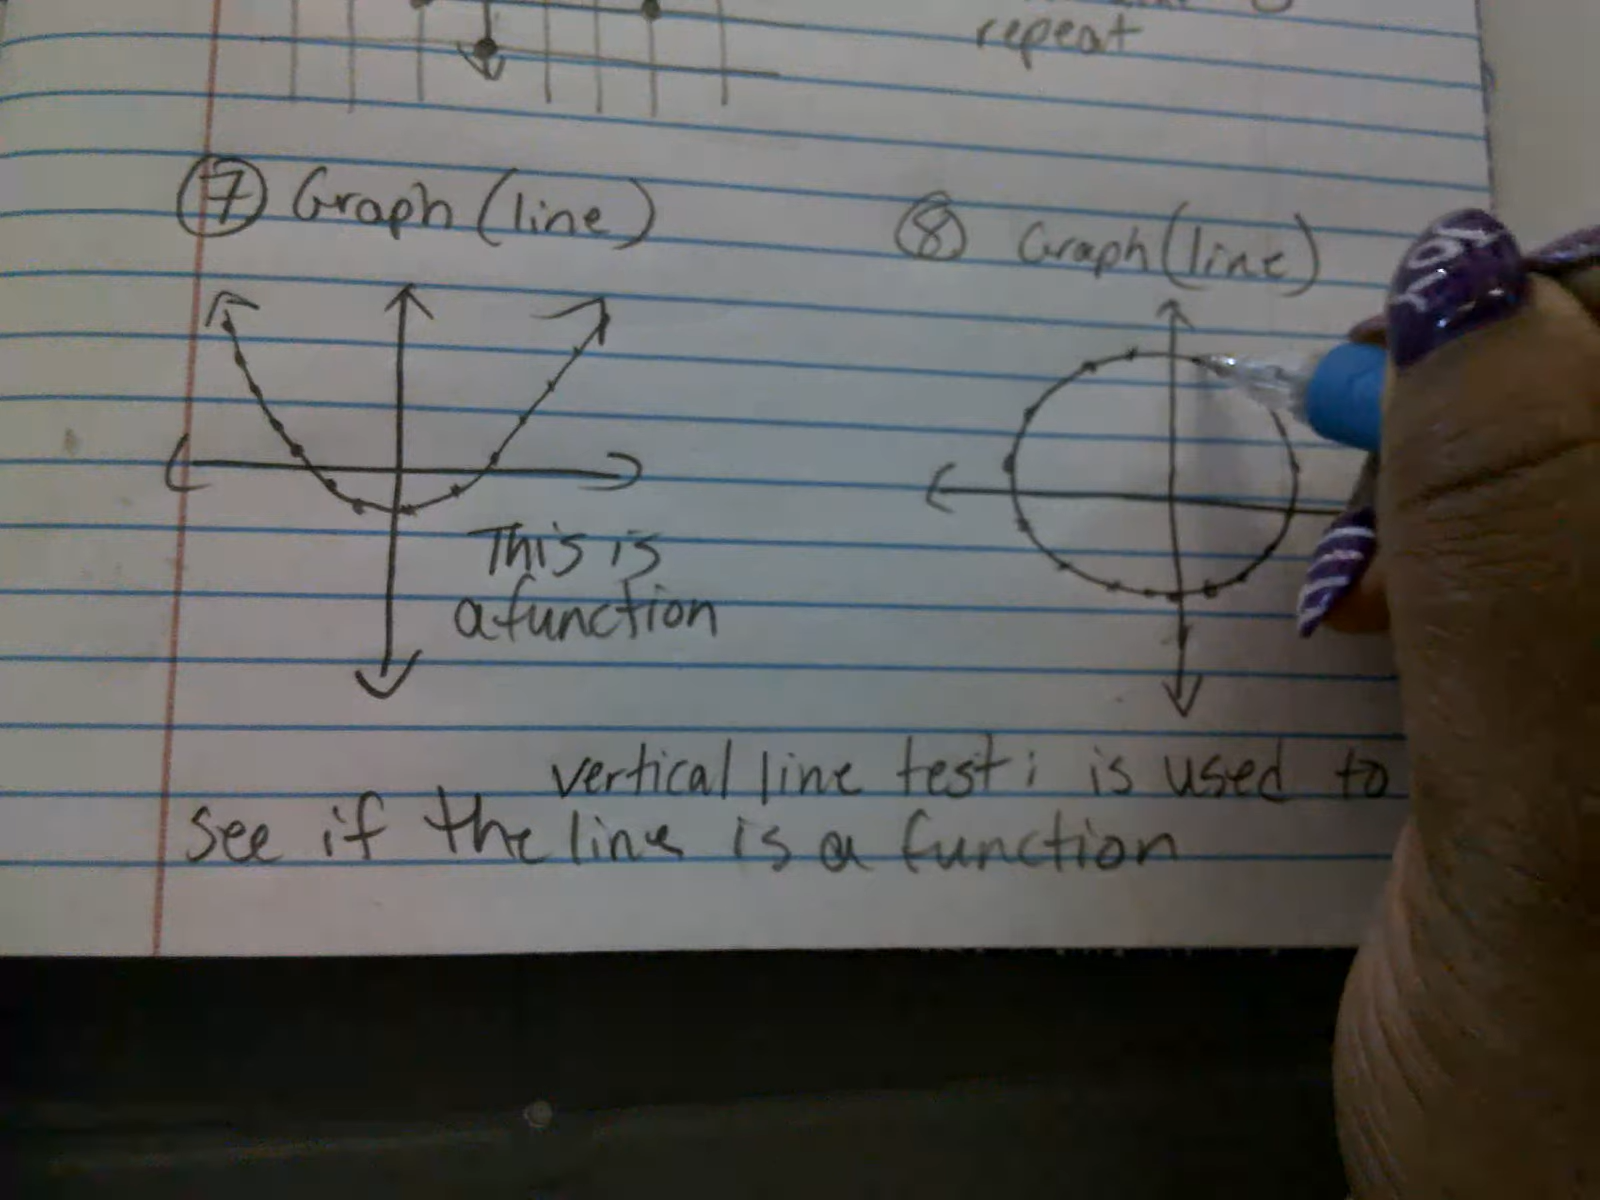 repeat
7 Graph (line)
8 Graph (line)
This is
a function
vertical line test: is used to
see if the line is a function